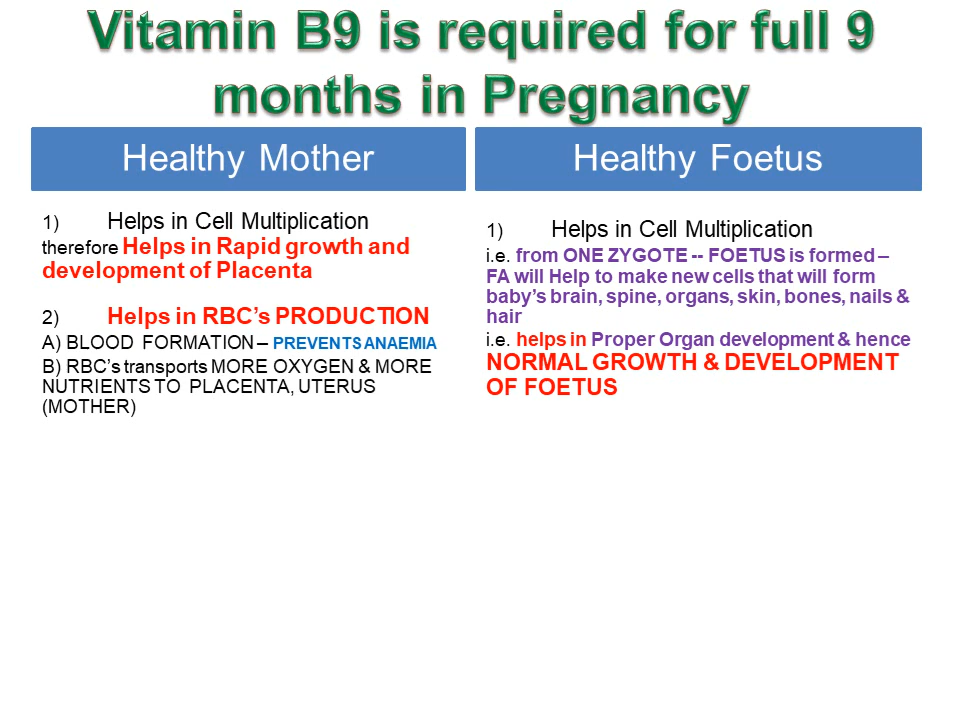 Vitamin B9 is required for full 9
months in Pregnancy
Healthy Mother
1) Helps in Cell Multiplication
therefore Helps in Rapid growth and
development of Placenta
2) Helps in RBC’s PRODUCTION
A) BLOOD FORMATION – PREVENTS ANAEMIA
B) RBC’s transports MORE OXYGEN & MORE
NUTRIENTS TO PLACENTA, UTERUS
(MOTHER)
Healthy Foetus
1) Helps in Cell Multiplication
i.e. from ONE ZYGOTE -- FOETUS is formed –
FA will Help to make new cells that will form
baby’s brain, spine, organs, skin, bones, nails &
hair
i.e. helps in Proper Organ development & hence
NORMAL GROWTH & DEVELOPMENT
OF FOETUS